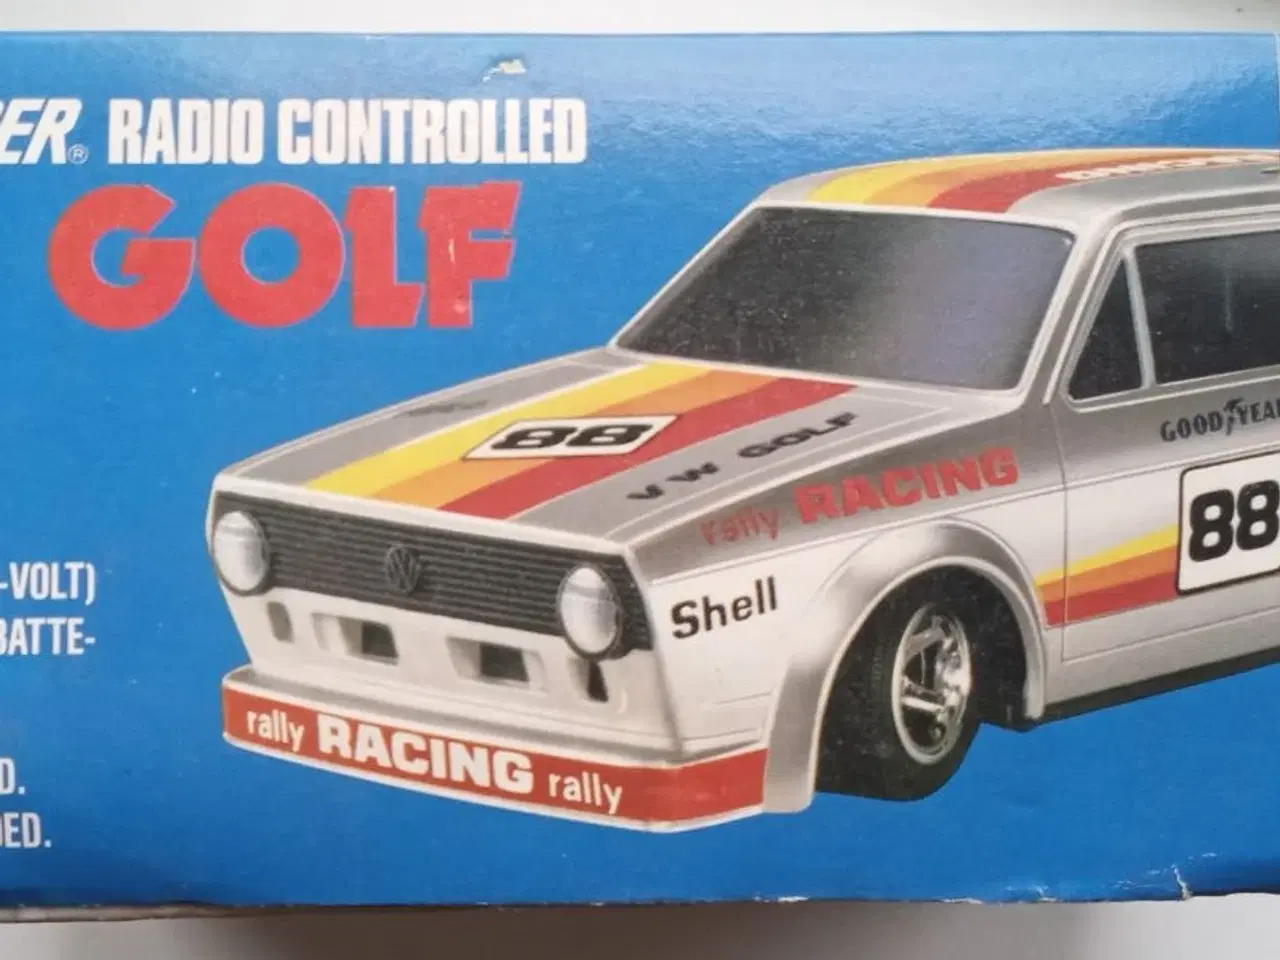 ER® RADIO CONTROLLED
GOLF
88
VW GOLF
rally RACING
GOODYEAR
88
Shell
-VOLT)
BATTE-
rally RACING rally
D.
DED.